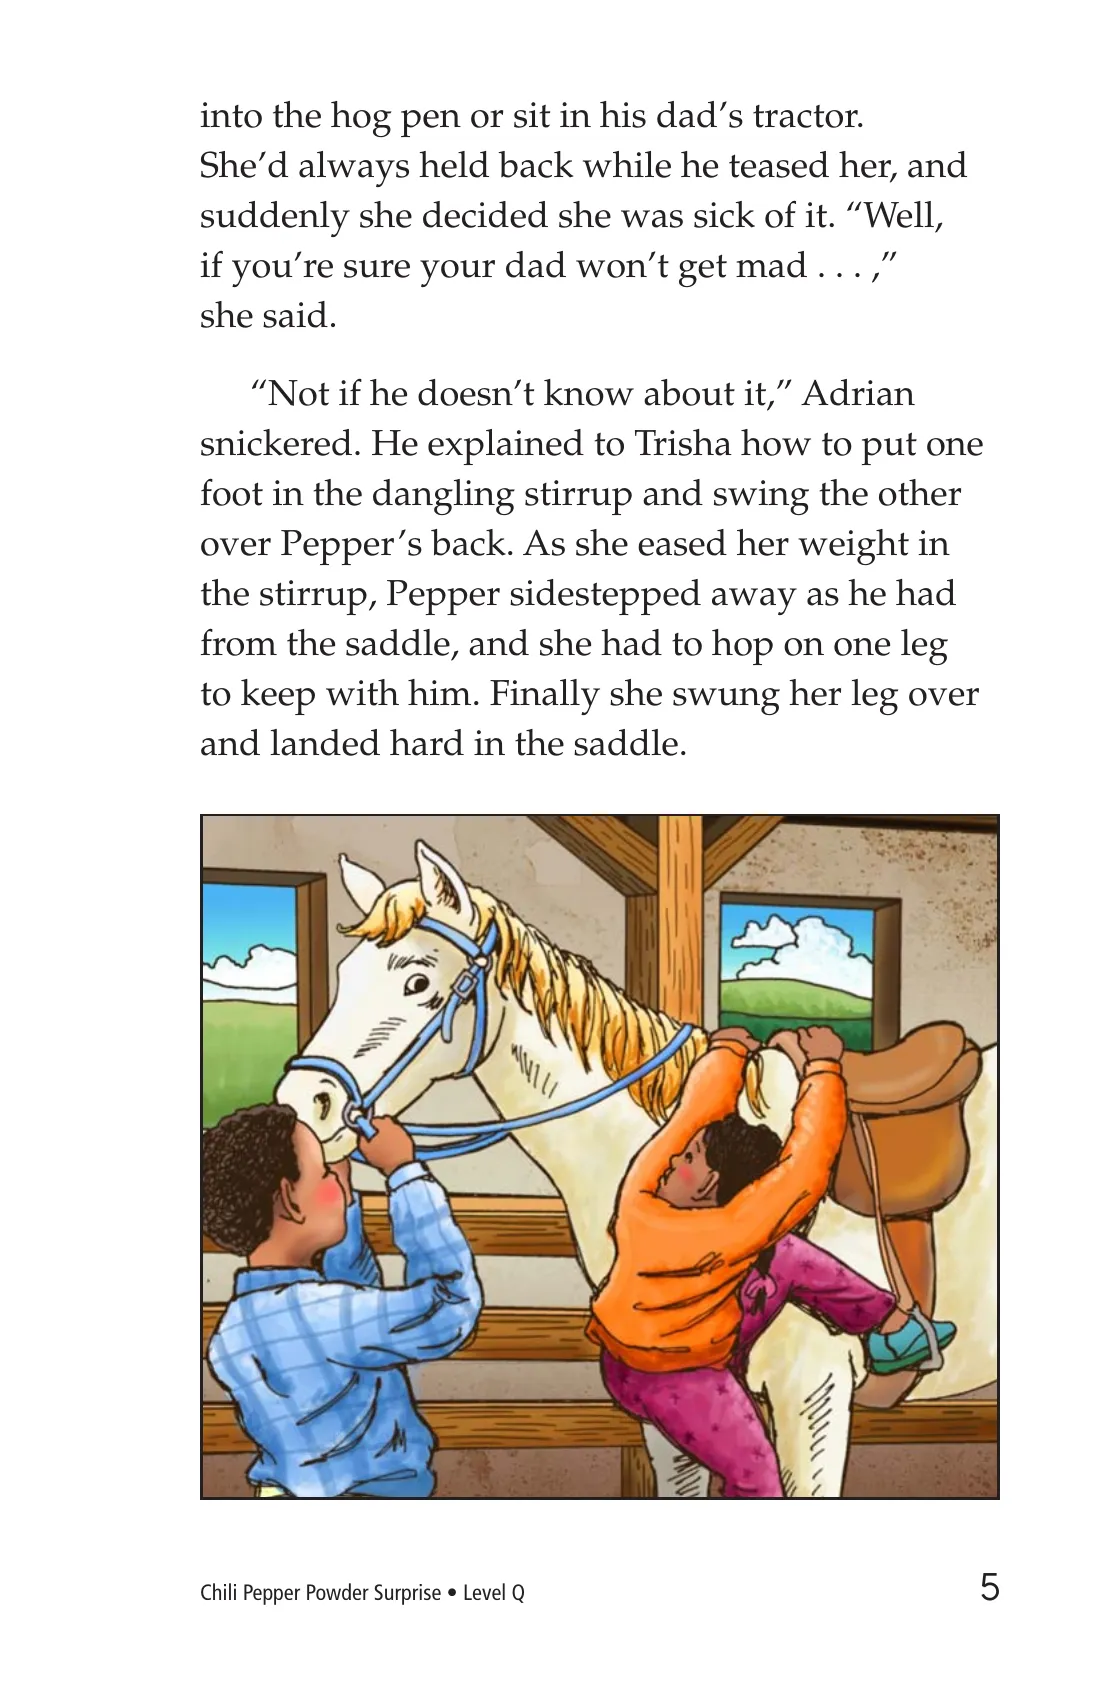 into the hog pen or sit in his dad’s tractor.
She’d always held back while he teased her, and
suddenly she decided she was sick of it. “Well,
if you’re sure your dad won’t get mad . . . ,”
she said.
“Not if he doesn’t know about it,” Adrian
snickered. He explained to Trisha how to put one
foot in the dangling stirrup and swing the other
over Pepper’s back. As she eased her weight in
the stirrup, Pepper sidestepped away as he had
from the saddle, and she had to hop on one leg
to keep with him. Finally she swung her leg over
and landed hard in the saddle.
Chili Pepper Powder Surprise • Level Q
5